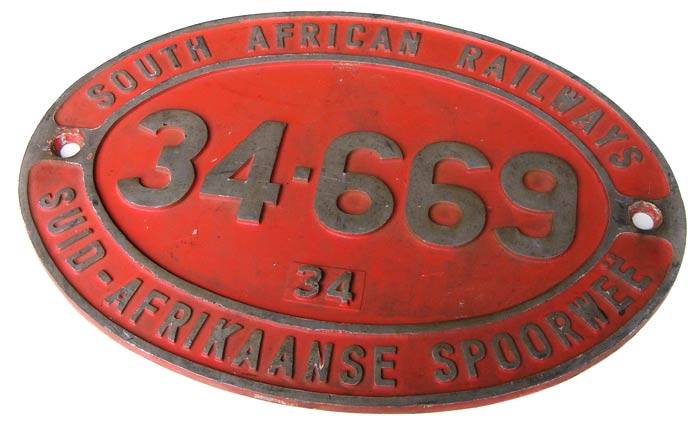 SOUTH AFRICAN RAILWAYS
34-669
34
SUID-AFRIKAANSE SPOORWEË